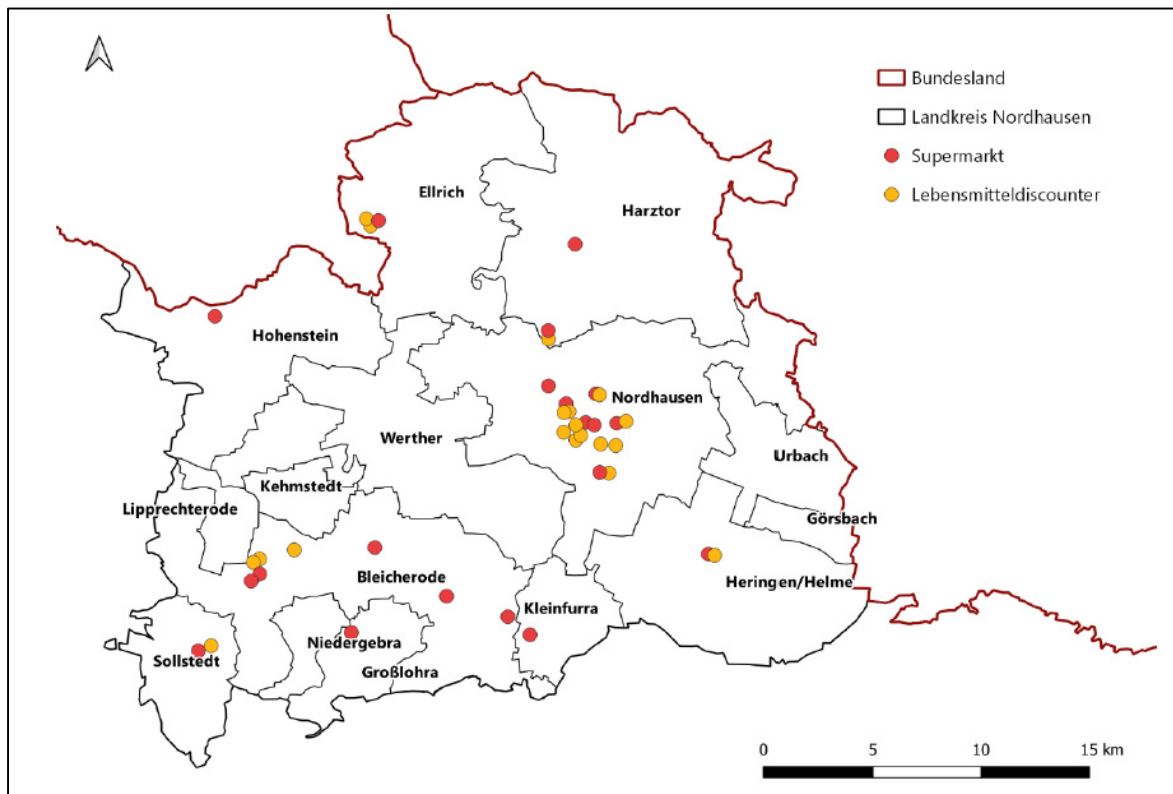 Bundesland
Landkreis Nordhausen
Supermarkt
Lebensmitteldiscounter
Ellrich
Harztor
Hohenstein
Nordhausen
Werther
Urbach
Kehmstedt
Lipprechterode
Görsbach
Bleicherode
Heringen/Helme
Kleinfurra
Niedergebra
Sollstedt
Großlohra
0 5 10 15 km